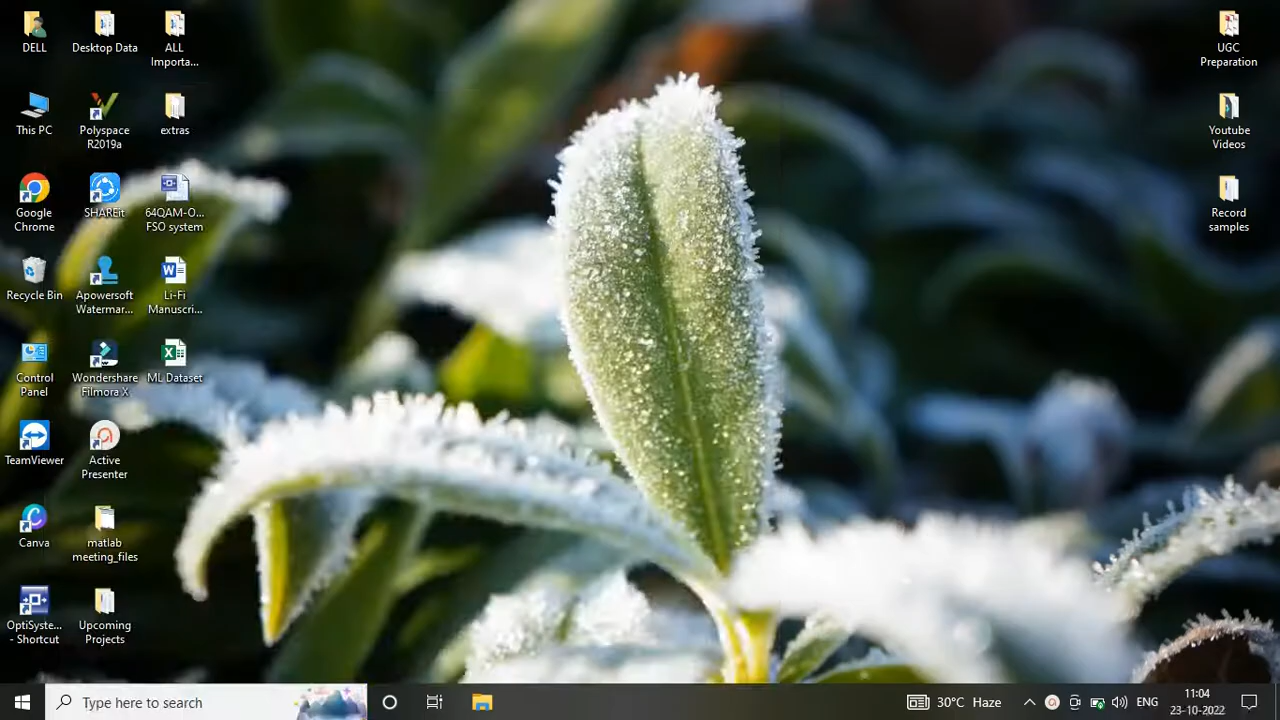 DELL
Desktop Data
ALL
Importa...
This PC
Polyspace
R2019a
extras
Google
Chrome
SHAREit
64QAM-O...
FSO system
Recycle Bin
Apowersoft
Watermar...
Li-Fi
Manuscri...
Control
Panel
Wondershare
Filmora X
ML Dataset
TeamViewer
Active
Presenter
Canva
matlab
meeting_files
OptiSyste...
- Shortcut
Upcoming
Projects
UGC
Preparation
Youtube
Videos
Record
samples
Type here to search
30°C Haze
ENG
11:04
23-10-2022